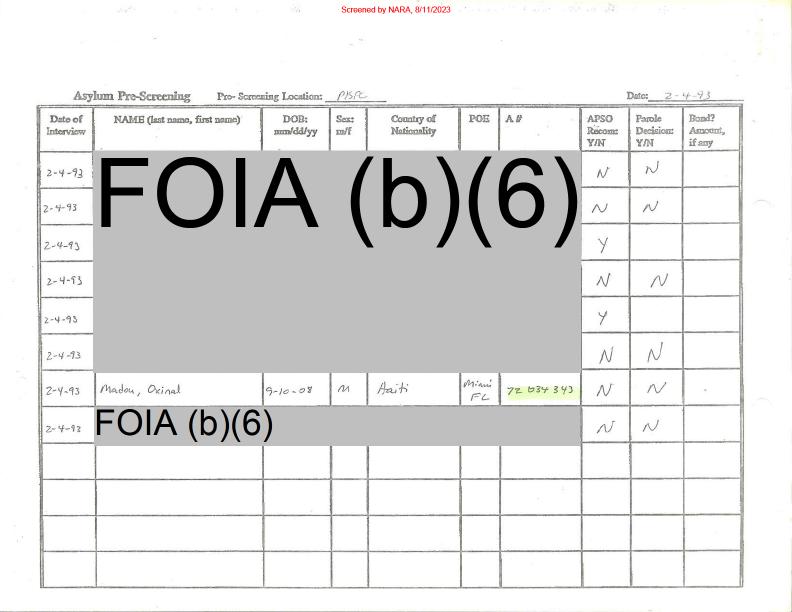 Screened by NARA, 8/11/2023
Asylum Pre-Screening Pre- Screening Location: PISPC Date: 2-4-93
Date of Interview NAME (last name, first name) DOB: mm/dd/yy Sex: m/f Country of Nationality POE A# APSO Recom: Y/N Parole Decision: Y/N Bond? Amount, if any
FOIA (b)(6)
2-4-93 N N
2-4-93 N N
2-4-93 Y
2-4-93 N N
2-4-93 Y
2-4-93 N N
2-4-93 Madou, Oxinal 9-10-08 M Haiti Mimi FL 72 034 343 N N
2-4-93 FOIA (b)(6) N N